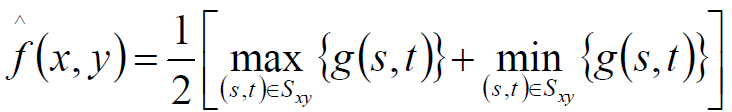 f̂(x, y) = 1/2 [ max_{(s,t)∈S_{xy}} {g(s,t)} + min_{(s,t)∈S_{xy}} {g(s,t)} ]